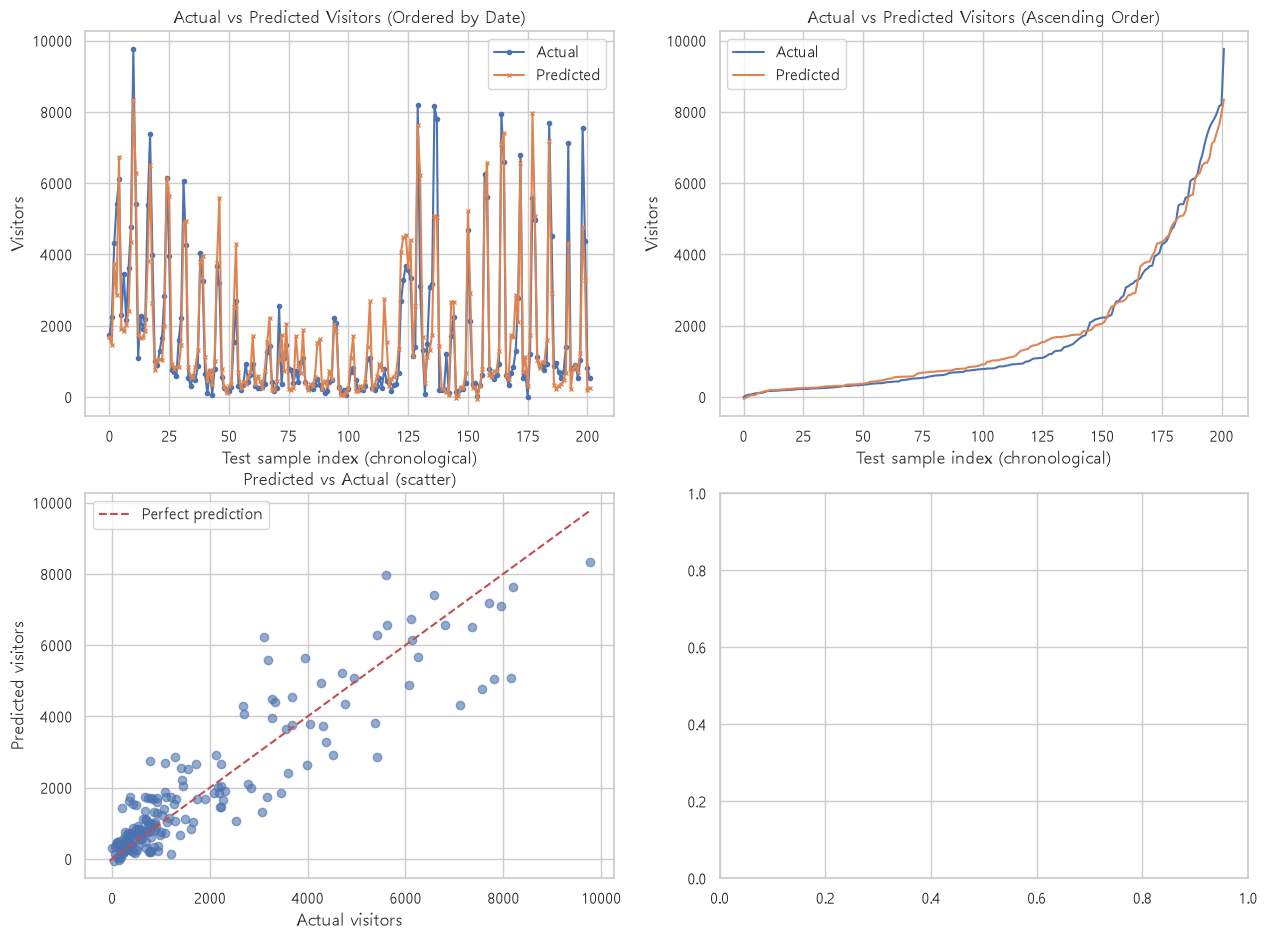 Actual vs Predicted Visitors (Ordered by Date)
10000
8000
6000
4000
2000
0
Visitors
Actual
Predicted
0 25 50 75 100 125 150 175 200
Test sample index (chronological)
Actual vs Predicted Visitors (Ascending Order)
10000
8000
6000
4000
2000
0
Visitors
Actual
Predicted
0 25 50 75 100 125 150 175 200
Test sample index (chronological)
Predicted vs Actual (scatter)
10000
8000
6000
4000
2000
0
Predicted visitors
Perfect prediction
0 2000 4000 6000 8000 10000
Actual visitors
1.0
0.8
0.6
0.4
0.2
0.0
0.0 0.2 0.4 0.6 0.8 1.0